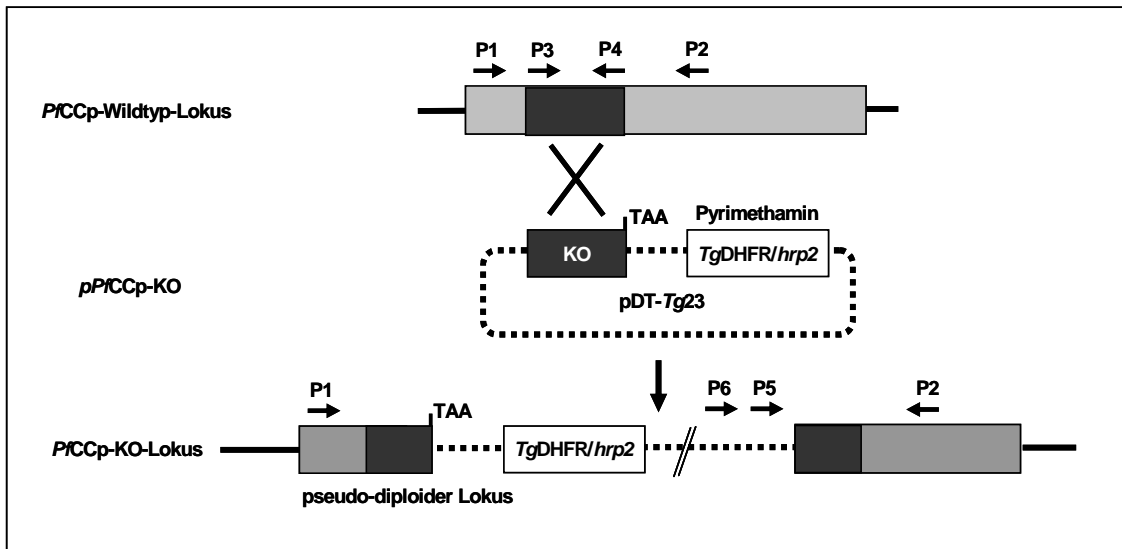 P1 P3 P4 P2
PfCCp-Wildtyp-Lokus
TAA Pyrimethamin
KO TgDHFR/hrp2
pPfCCp-KO
pDT-Tg23
P1 TAA P6 P5 P2
PfCCp-KO-Lokus TgDHFR/hrp2
pseudo-diploider Lokus